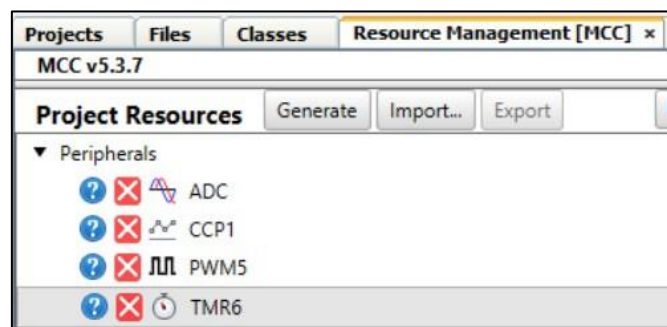 Projects Files Classes Resource Management [MCC] ×
MCC v5.3.7
Project Resources Generate Import... Export
▼ Peripherals
? ADC
? CCP1
? PWM5
? TMR6